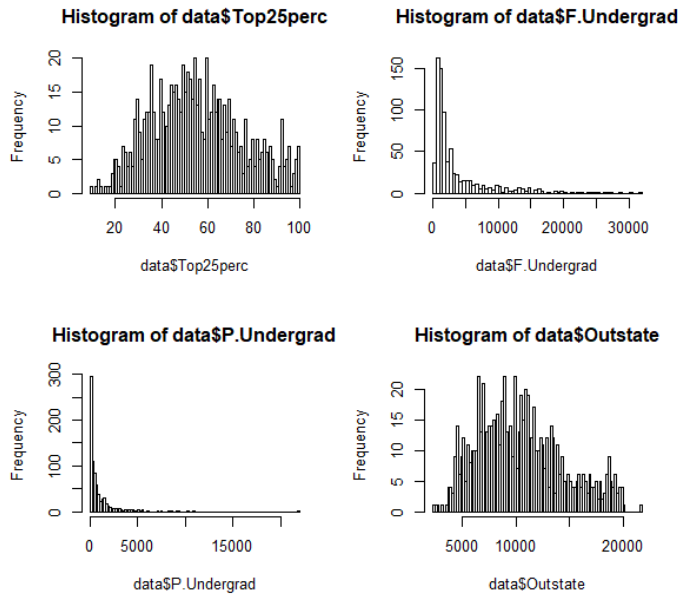 Histogram of data$Top25perc
Frequency
0 5 10 15 20
20 40 60 80 100
data$Top25perc
Histogram of data$F.Undergrad
Frequency
0 50 100 150
0 10000 20000 30000
data$F.Undergrad
Histogram of data$P.Undergrad
Frequency
0 100 200 300
0 5000 15000
data$P.Undergrad
Histogram of data$Outstate
Frequency
0 5 10 15 20
5000 10000 20000
data$Outstate